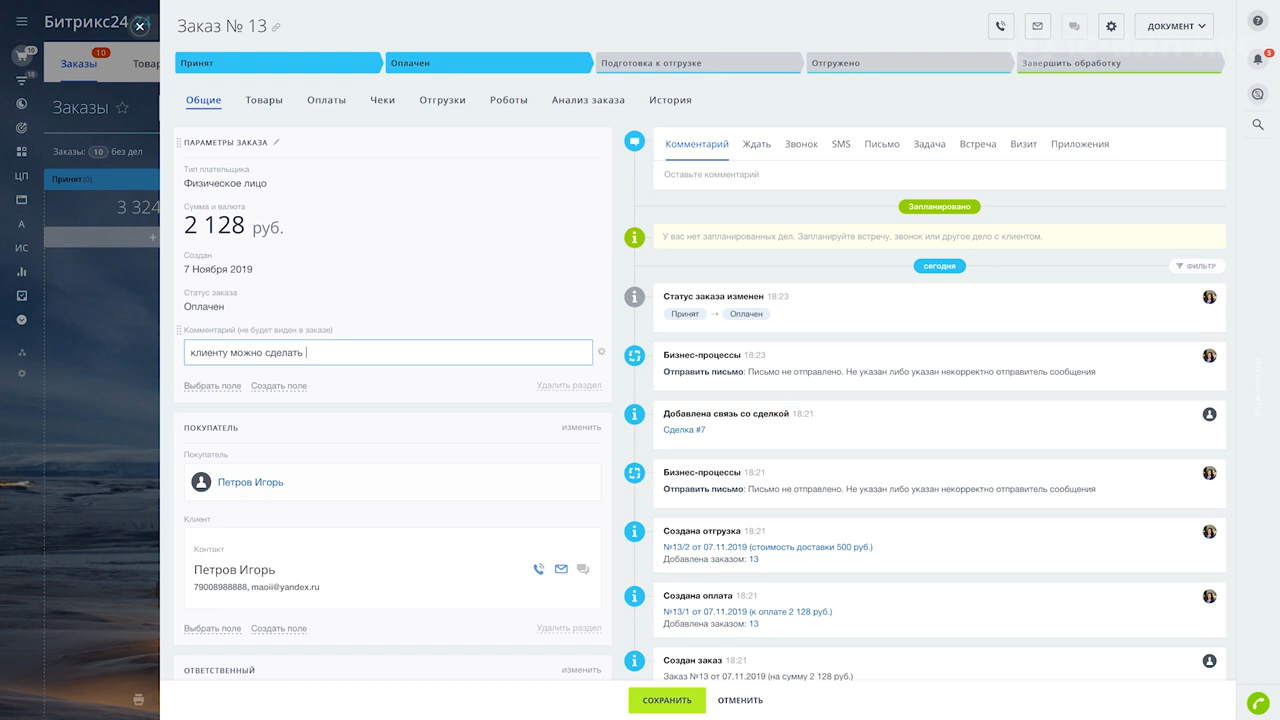 Битрикс24
10
18
10
Заказы
Товар
Заказы
Заказы: 10 без дел
Принят(0)
3 324
+
ЦП
А
ИС
Заказ № 13
ДОКУМЕНТ
5
Принят
Оплачен
Подготовка к отгрузке
Отгружено
Завершить обработку
Общие
Товары
Оплаты
Чеки
Отгрузки
Роботы
Анализ заказа
История
ПАРАМЕТРЫ ЗАКАЗА
Тип плательщика
Физическое лицо
Сумма и валюта
2 128 руб.
Создан
7 Ноября 2019
Статус заказа
Оплачен
Комментарий (не будет виден в заказе)
клиенту можно сделать
Выбрать поле
Создать поле
Удалить раздел
ПОКУПАТЕЛЬ
изменить
Покупатель
Петров Игорь
Клиент
Контакт
Петров Игорь
79008988888, maoii@yandex.ru
Выбрать поле
Создать поле
Удалить раздел
ОТВЕТСТВЕННЫЙ
изменить
Комментарий
Ждать
Звонок
SMS
Письмо
Задача
Встреча
Визит
Приложения
Оставьте комментарий
Запланировано
У вас нет запланированных дел. Запланируйте встречу, звонок или другое дело с клиентом.
сегодня
ФИЛЬТР
Статус заказа изменен 18:23
Принят → Оплачен
Бизнес-процессы 18:23
Отправить письмо: Письмо не отправлено. Не указан либо указан некорректно отправитель сообщения
Добавлена связь со сделкой 18:21
Сделка #7
Бизнес-процессы 18:21
Отправить письмо: Письмо не отправлено. Не указан либо указан некорректно отправитель сообщения
Создана отгрузка 18:21
№13/2 от 07.11.2019 (стоимость доставки 500 руб.)
Добавлена заказом: 13
Создана оплата 18:21
№13/1 от 07.11.2019 (к оплате 2 128 руб.)
Добавлена заказом: 13
Создан заказ 18:21
Заказ №13 от 07.11.2019 (на сумму 2 128 руб.)
СОХРАНИТЬ
ОТМЕНИТЬ